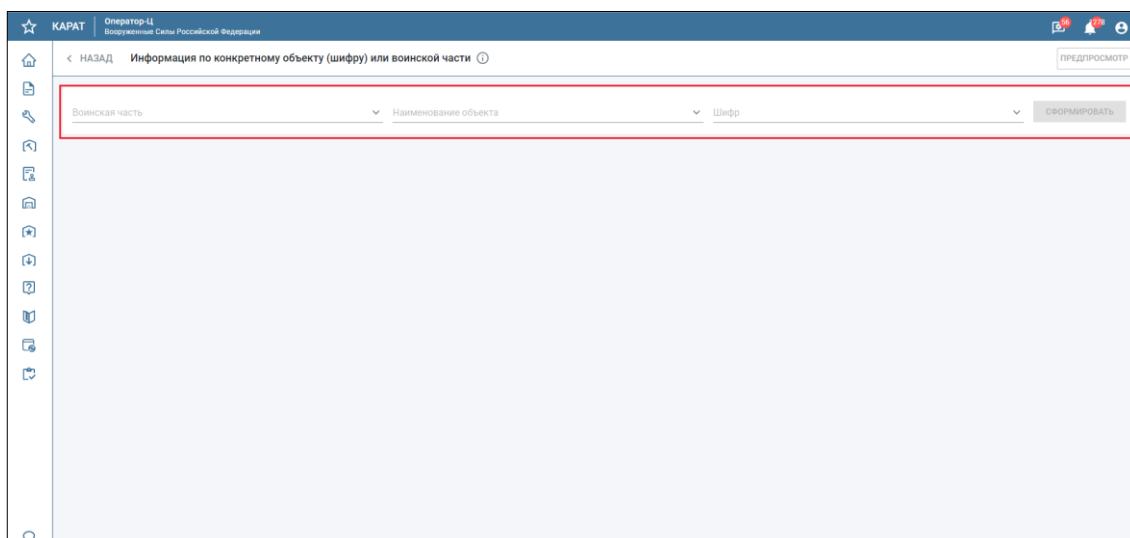 КАРАТ
Оператор-Ц
Вооруженные Силы Российской Федерации
56
278
НАЗАД
Информация по конкретному объекту (шифру) или воинской части
ПРЕДПРОСМОТР
Воинская часть
Наименование объекта
Шифр
СФОРМИРОВАТЬ